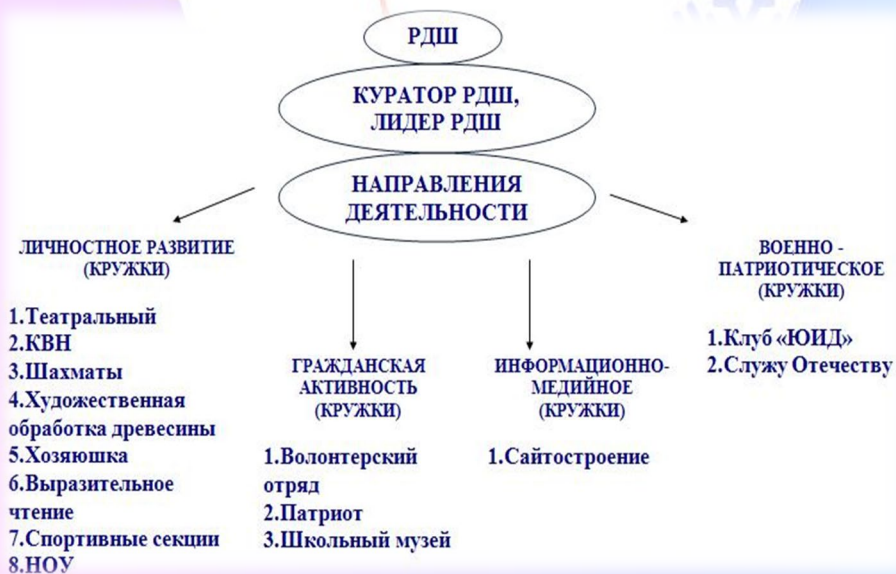 РДШ
КУРАТОР РДШ,
ЛИДЕР РДШ
НАПРАВЛЕНИЯ
ДЕЯТЕЛЬНОСТИ
ЛИЧНОСТНОЕ РАЗВИТИЕ
(КРУЖКИ)
1.Театральный
2.КВН
3.Шахматы
4.Художественная
обработка древесины
5.Хозяюшка
6.Выразительное
чтение
7.Спортивные секции
8.НОУ
ГРАЖДАНСКАЯ
АКТИВНОСТЬ
(КРУЖКИ)
1.Волонтерский
отряд
2.Патриот
3.Школьный музей
ИНФОРМАЦИОННО-
МЕДИЙНОЕ
(КРУЖКИ)
1.Сайтостроение
ВОЕННО -
ПАТРИОТИЧЕСКОЕ
(КРУЖКИ)
1.Клуб «ЮИД»
2.Служу Отечеству